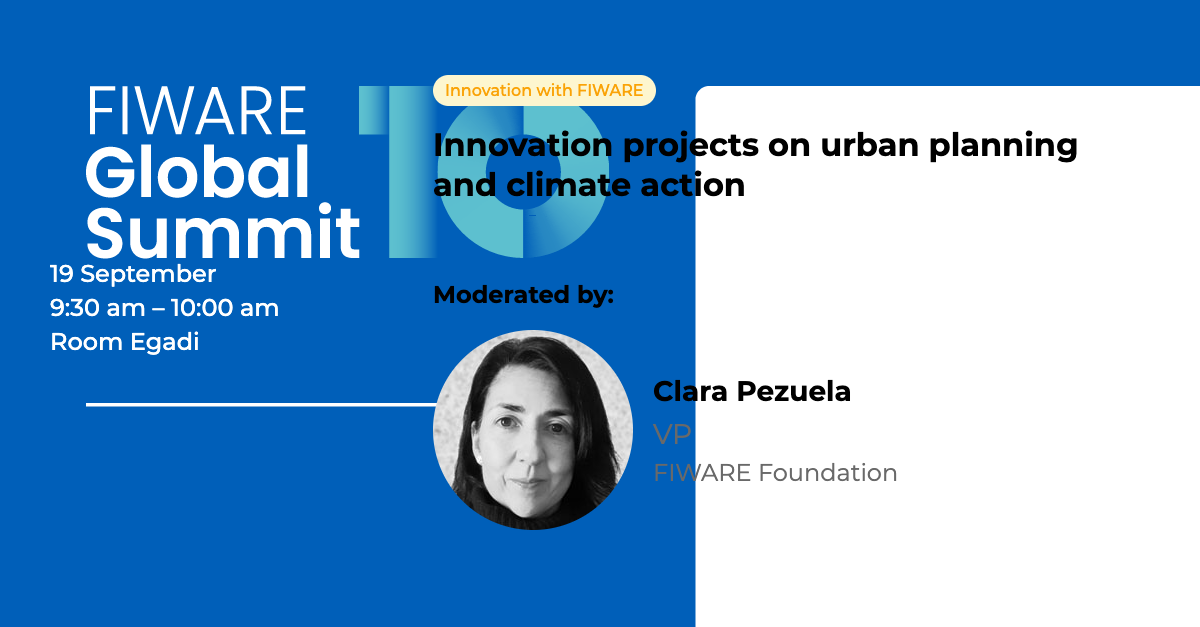 FIWARE
Global
Summit
10
19 September
9:30 am – 10:00 am
Room Egadi
Innovation with FIWARE
Innovation projects on urban planning
and climate action
Moderated by:
Clara Pezuela
VP
FIWARE Foundation